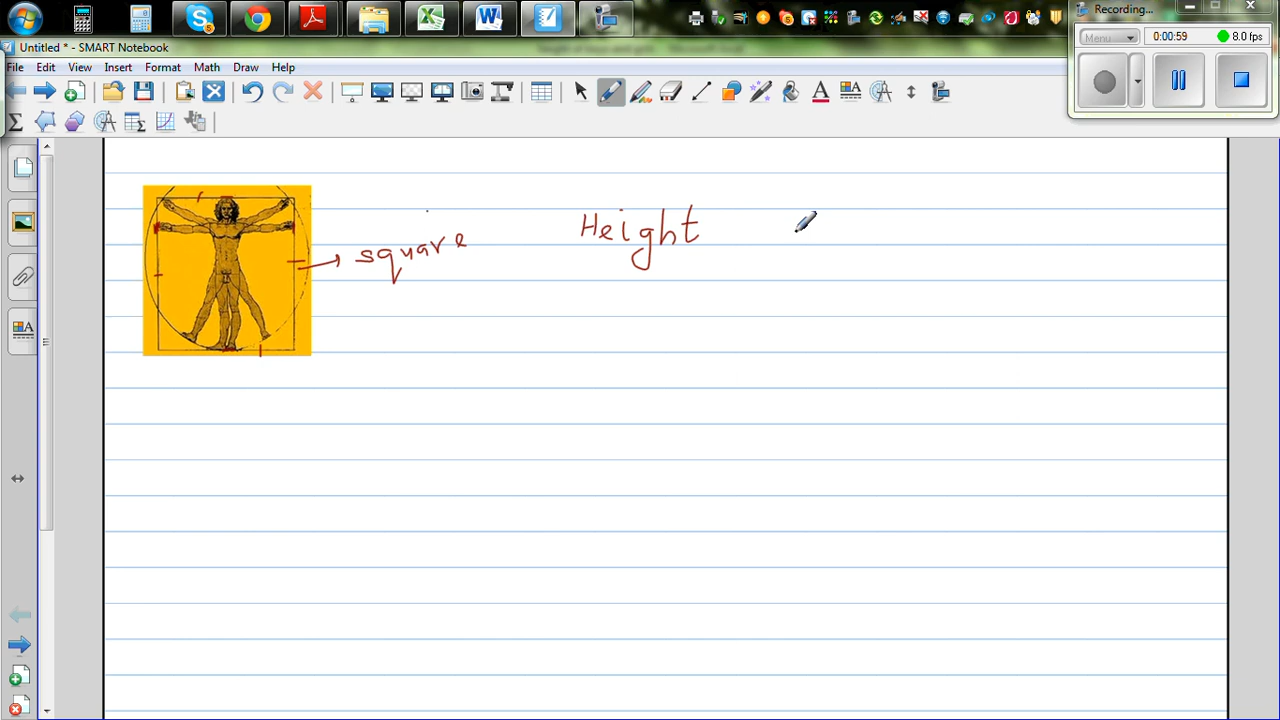 Recording...
Menu
0:00:59
8.0 fps
Untitled * - SMART Notebook
File Edit View Insert Format Math Draw Help
square
Height